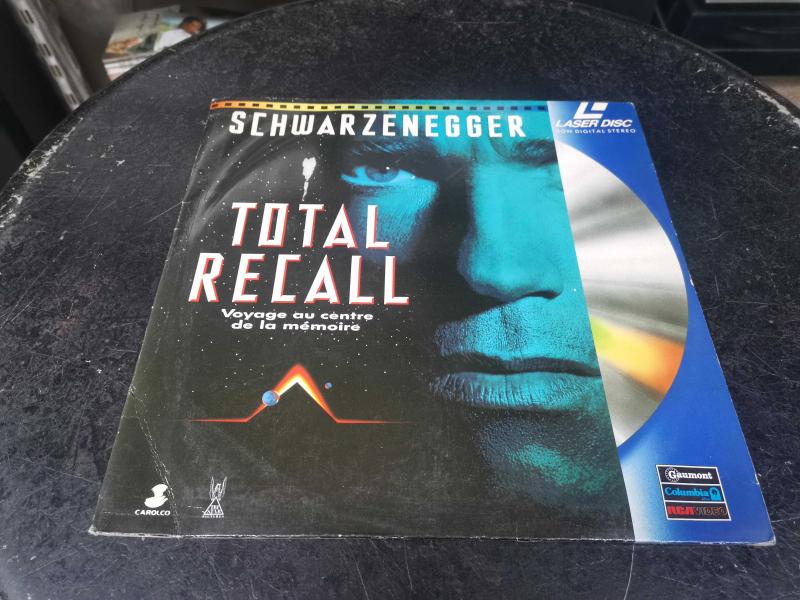 SCHWARZENEGGER
LASER DISC
SON DIGITAL STEREO
TOTAL
RECALL
Voyage au centre
de la mémoire
CAROLCO
Gaumont
Columbia
RCA VIDEO